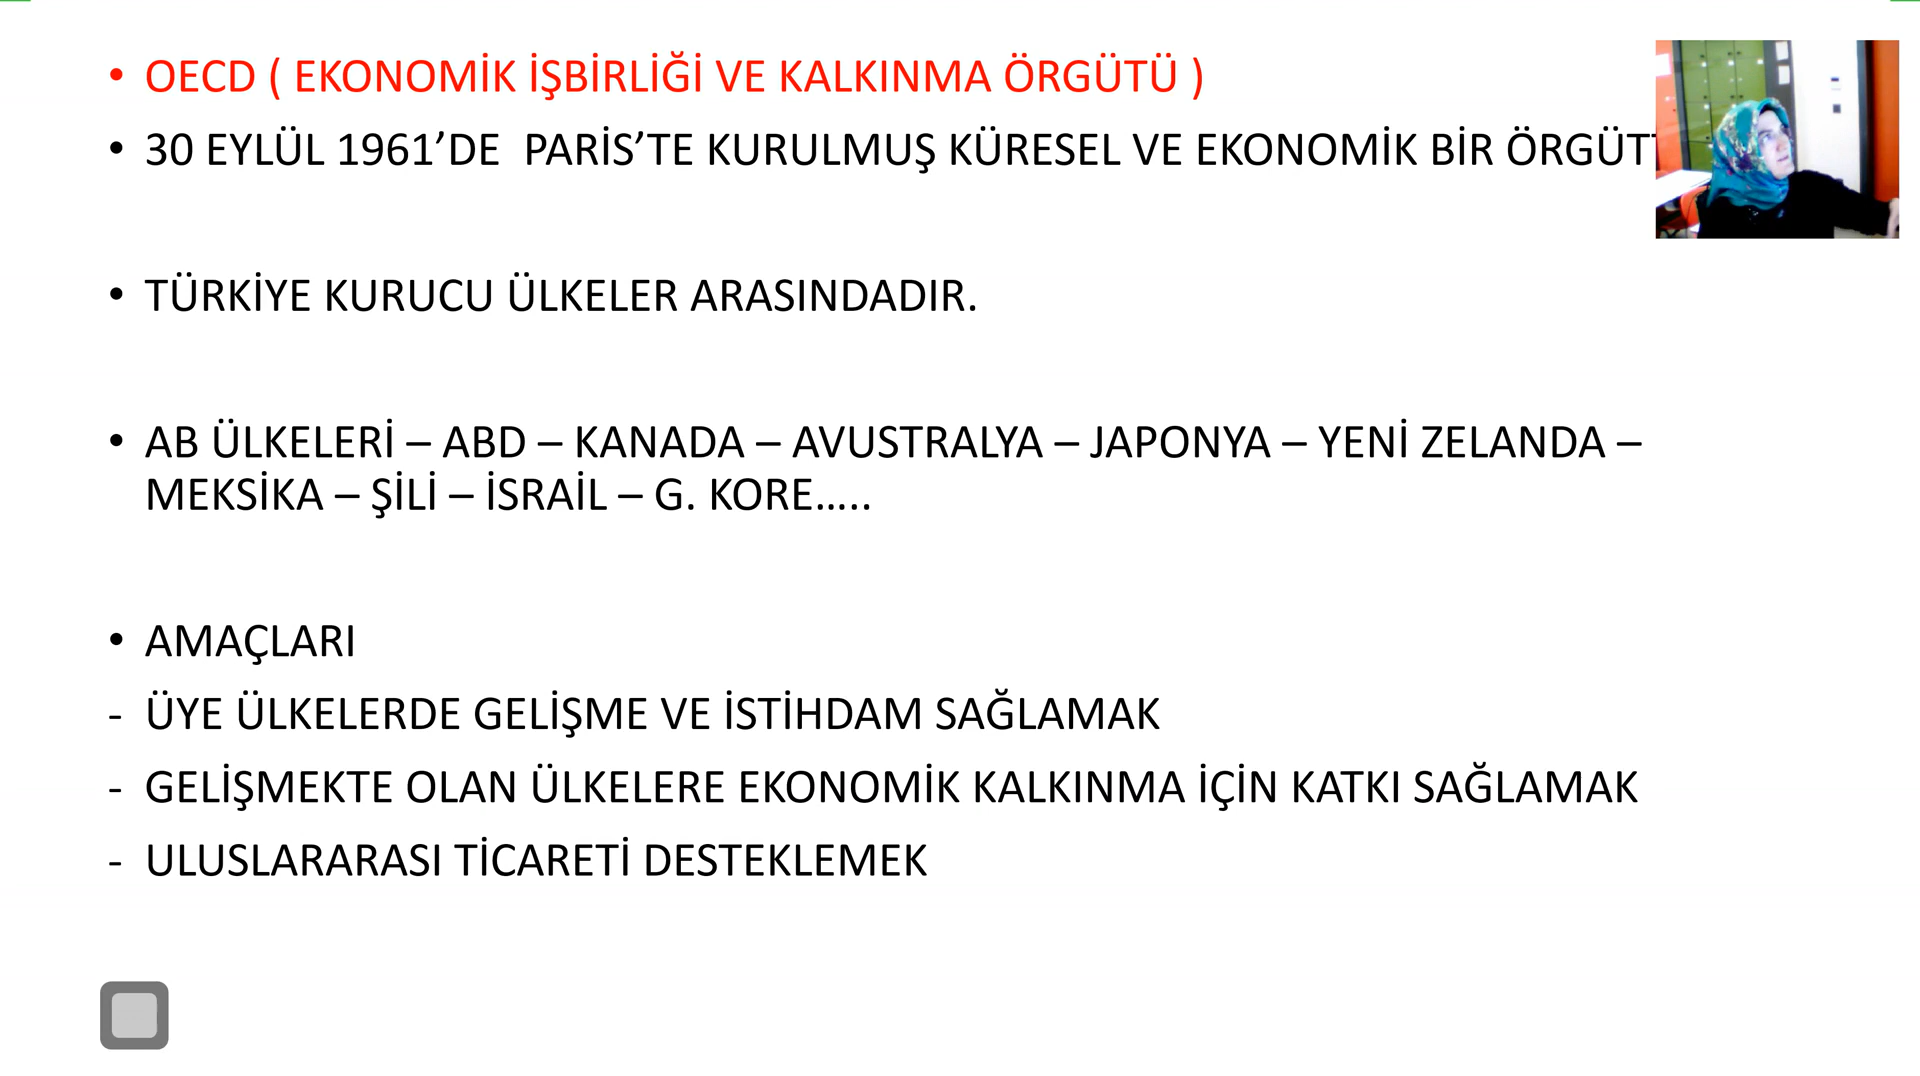 • OECD ( EKONOMİK İŞBİRLİĞİ VE KALKINMA ÖRGÜTÜ )
• 30 EYLÜL 1961’DE  PARİS’TE KURULMUŞ KÜRESEL VE EKONOMİK BİR
• TÜRKİYE KURUCU ÜLKELER ARASINDADIR.
• AB ÜLKELERİ – ABD – KANADA – AVUSTRALYA – JAPONYA – YENİ ZELANDA –
MEKSİKA – ŞİLİ – İSRAİL – G. KORE.....
• AMAÇLARI
- ÜYE ÜLKELERDE GELİŞME VE İSTİHDAM SAĞLAMAK
- GELİŞMEKTE OLAN ÜLKELERE EKONOMİK KALKINMA İÇİN KATKI SAĞLAMAK
- ULUSLARARASI TİCARETİ DESTEKLEMEK